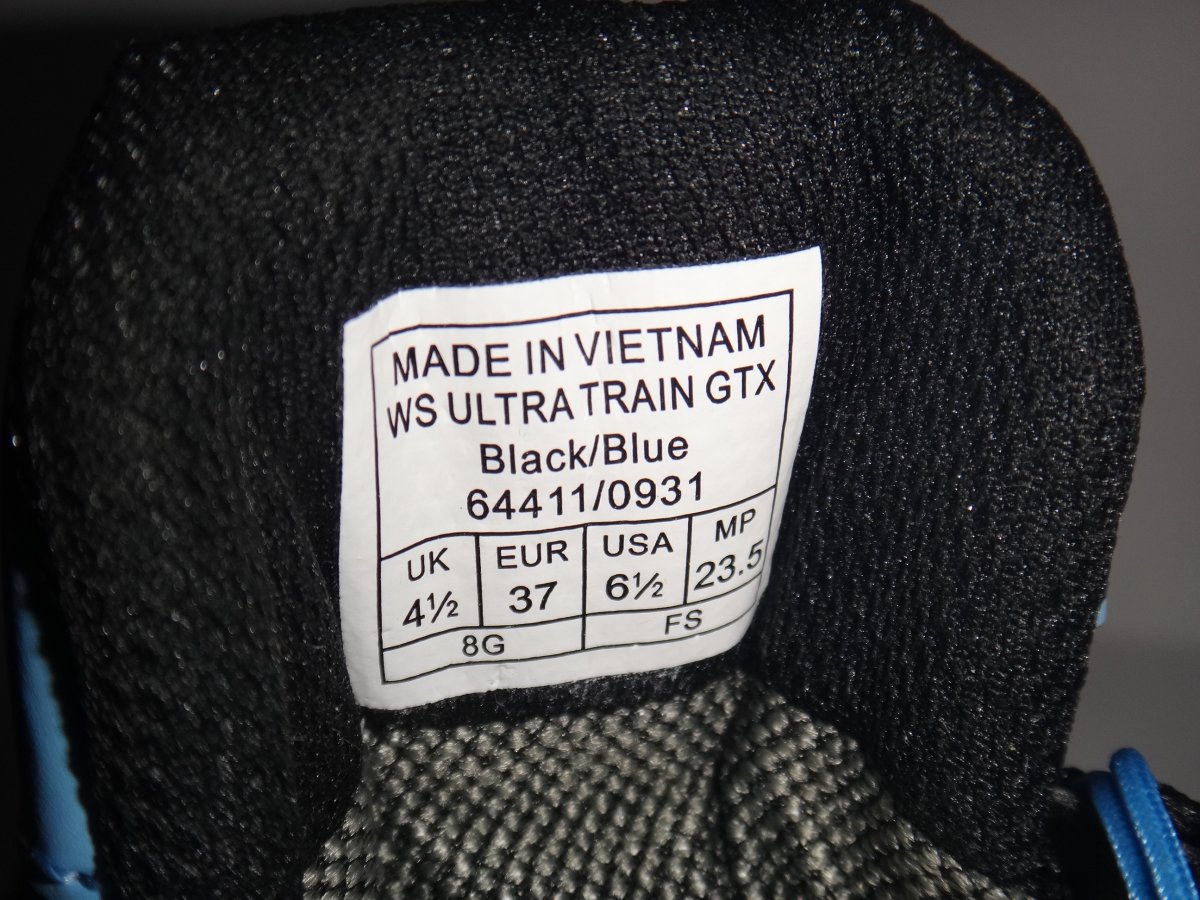 MADE IN VIETNAM
WS ULTRA TRAIN GTX
Black/Blue
64411/0931
UK EUR USA MP
4½ 37 6½ 23.5
8G FS